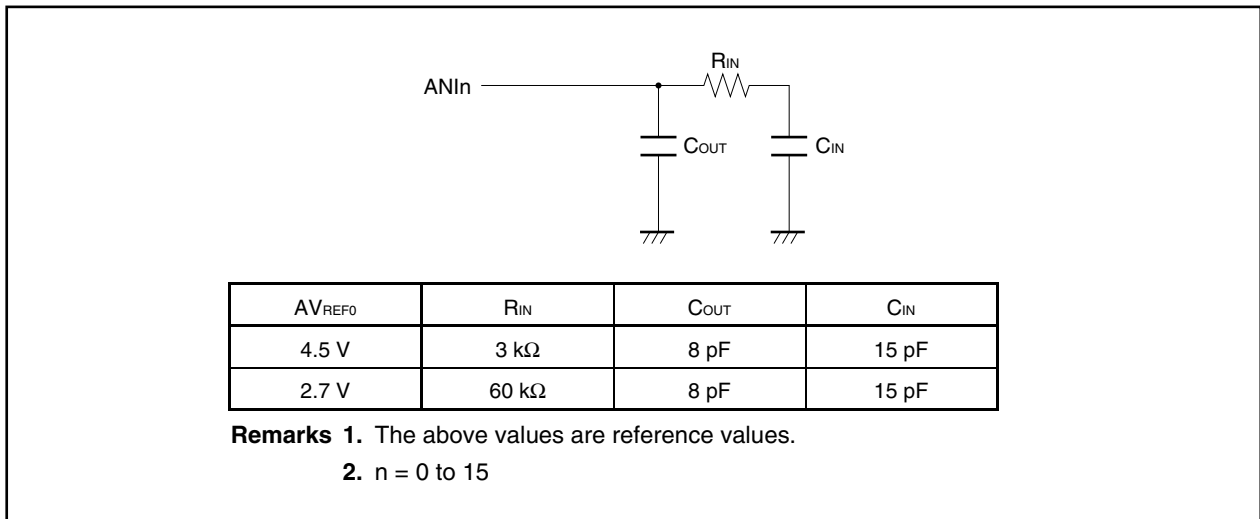 RIN
ANIn
COUT
CIN
AVREF0 RIN COUT CIN
4.5 V 3 kΩ 8 pF 15 pF
2.7 V 60 kΩ 8 pF 15 pF
Remarks 1. The above values are reference values.
2. n = 0 to 15